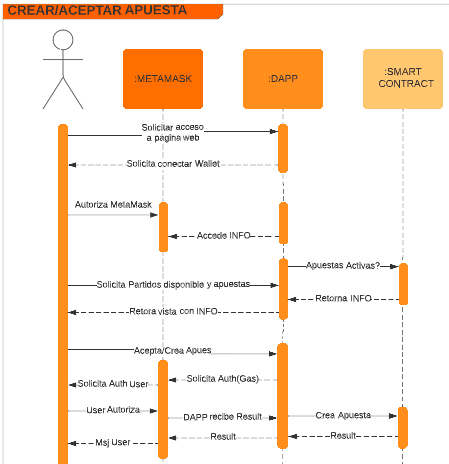 CREAR/ACEPTAR APUESTA
:METAMASK
:DAPP
:SMART
CONTRACT
Solicitar acceso
a pagina web
Solicita conectar Wallet
Autoriza MetaMask
Accede INFO
Apuestas Activas?
Solicita Partidos disponible y apuestas
Retorna INFO
Retora vista con INFO
Acepta/Crea Apues
Solicita Auth(Gas)
Solicita Auth User
User Autoriza
DAPP recibe Result
Crea Apuesta
Result
Result
Msj User